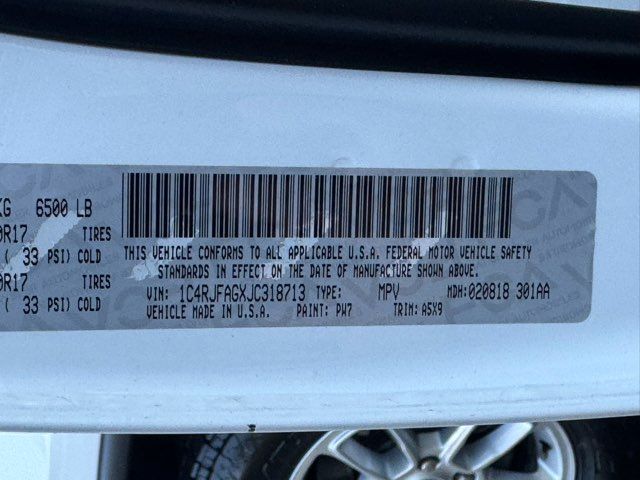 KG 6500 LB
0R17 TIRES
( 33 PSI) COLD
0R17 TIRES
( 33 PSI) COLD
THIS VEHICLE CONFORMS TO ALL APPLICABLE U.S.A. FEDERAL MOTOR VEHICLE SAFETY
STANDARDS IN EFFECT ON THE DATE OF MANUFACTURE SHOWN ABOVE.
VIN: 1C4RJFAGXJC318713 TYPE: MPV MDH:020818 301AA
VEHICLE MADE IN U.S.A. PAINT: PW7 TRIM: A5X9